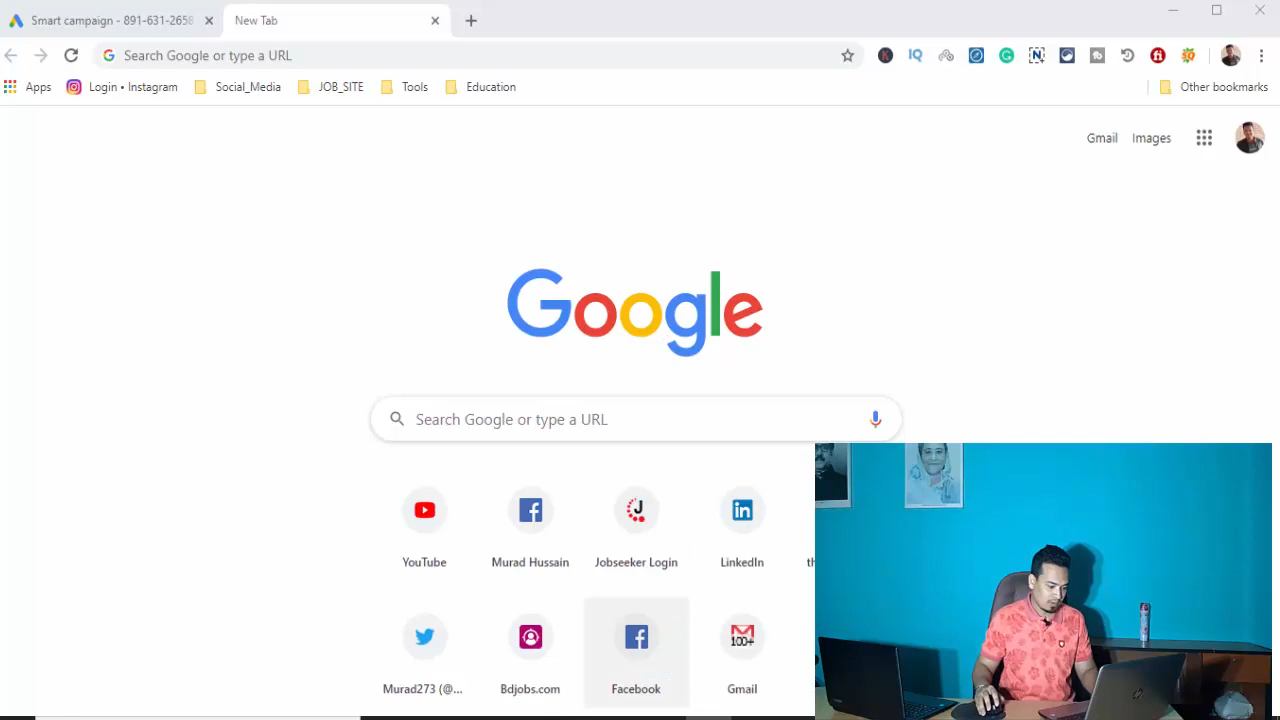 Smart campaign - 891-631-2658
New Tab
Search Google or type a URL
Apps
Login • Instagram
Social_Media
JOB_SITE
Tools
Education
Other bookmarks
Gmail
Images
Google
Search Google or type a URL
YouTube
Murad Hussain
Jobseeker Login
LinkedIn
100+
Murad273 (@...
Bdjobs.com
Facebook
Gmail